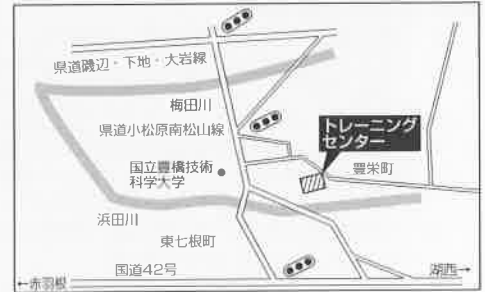 県道磯辺・下地・大岩線
梅田川
県道小松原南松山線
トレーニング
センター
国立豊橋技術
科学大学
豊栄町
浜田川
東七根町
国道42号
←赤羽根
湖西→